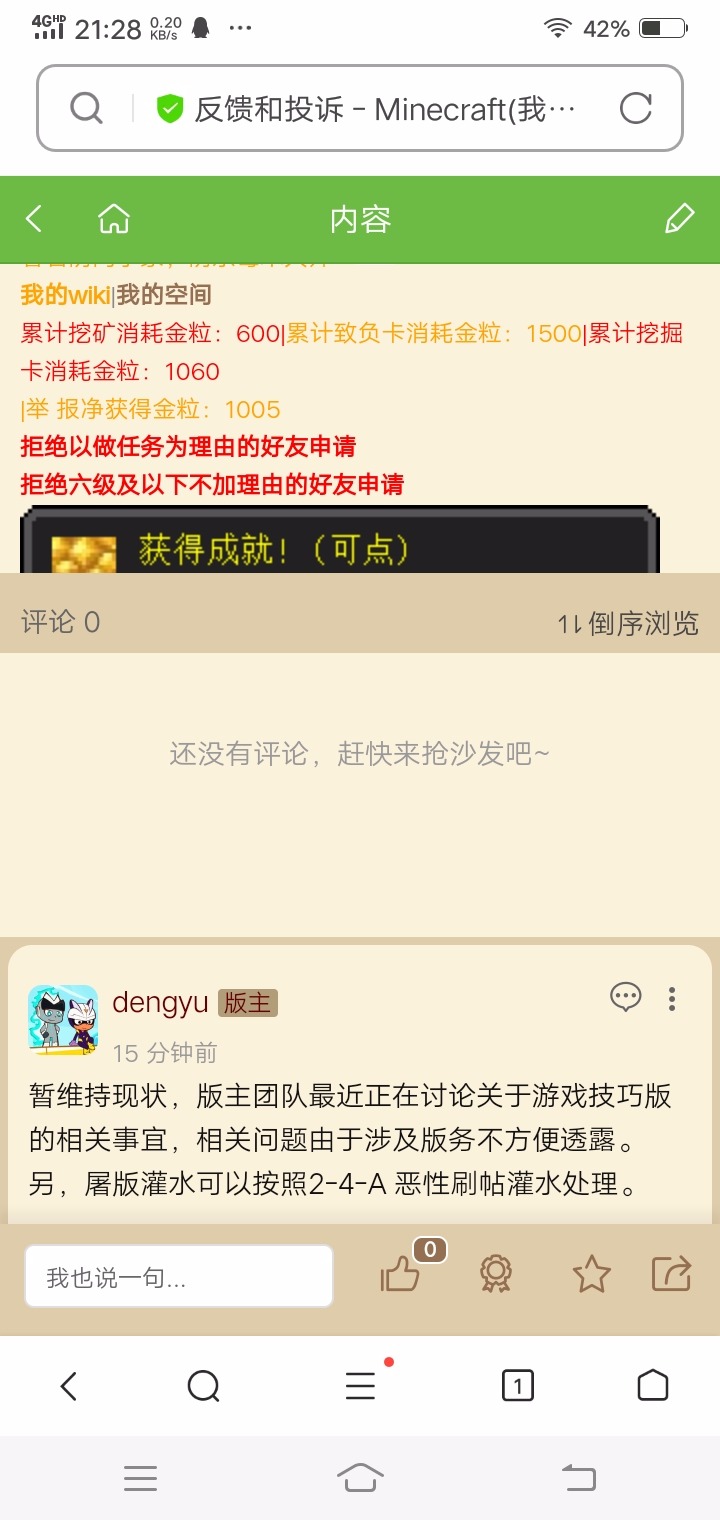 4G HD 21:28 0.20 KB/s ··· 42%
反馈和投诉 - Minecraft(我···
内容
我的wiki|我的空间
累计挖矿消耗金粒：600|累计致负卡消耗金粒：1500|累计挖掘
卡消耗金粒：1060
|举 报净获得金粒：1005
拒绝以做任务为理由的好友申请
拒绝六级及以下不加理由的好友申请
获得成就！（可点）
评论 0
倒序浏览
还没有评论，赶快来抢沙发吧~
dengyu 版主
15 分钟前
暂维持现状，版主团队最近正在讨论关于游戏技巧版
的相关事宜，相关问题由于涉及版务不方便透露。
另，屠版灌水可以按照2-4-A 恶性刷帖灌水处理。
我也说一句...
0
1